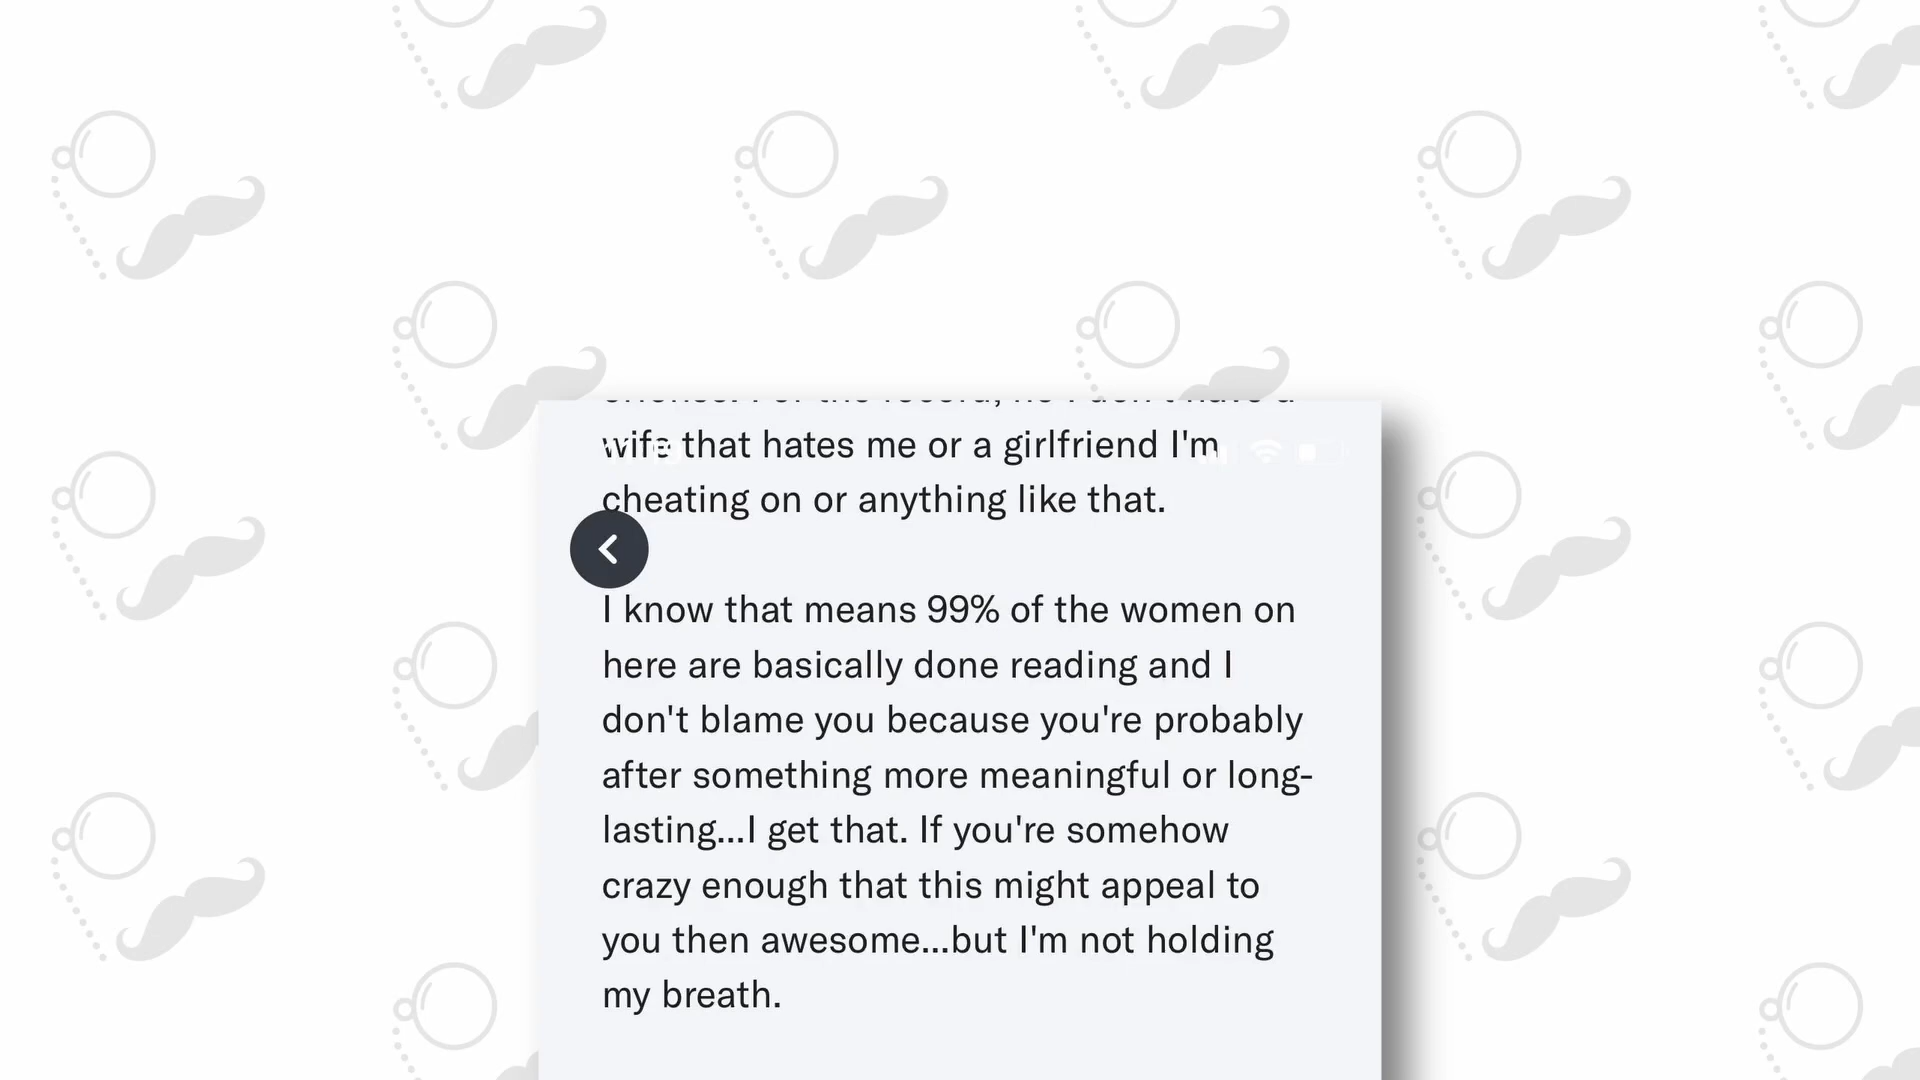 wife that hates me or a girlfriend I'm
cheating on or anything like that.
I know that means 99% of the women on
here are basically done reading and I
don't blame you because you're probably
after something more meaningful or long-
lasting...I get that. If you're somehow
crazy enough that this might appeal to
you then awesome...but I'm not holding
my breath.